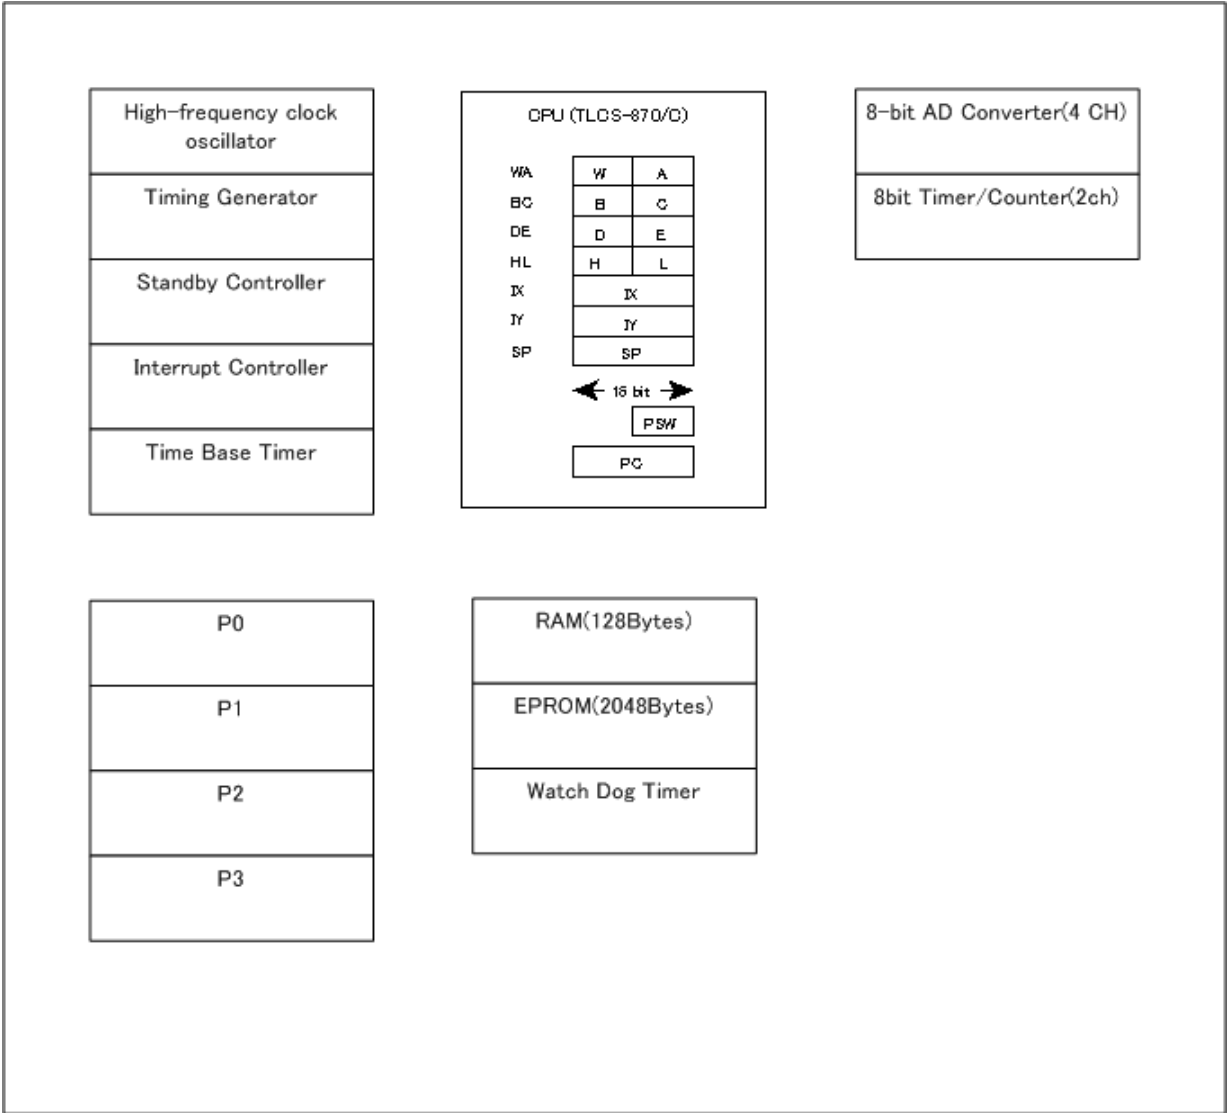 High-frequency clock
oscillator
Timing Generator
Standby Controller
Interrupt Controller
Time Base Timer
CPU (TLCS-870/C)
WA W A
BC B C
DE D E
HL H L
IX IX
IY IY
SP SP
16 bit
PSW
PC
8-bit AD Converter(4 CH)
8bit Timer/Counter(2ch)
P0
P1
P2
P3
RAM(128Bytes)
EPROM(2048Bytes)
Watch Dog Timer